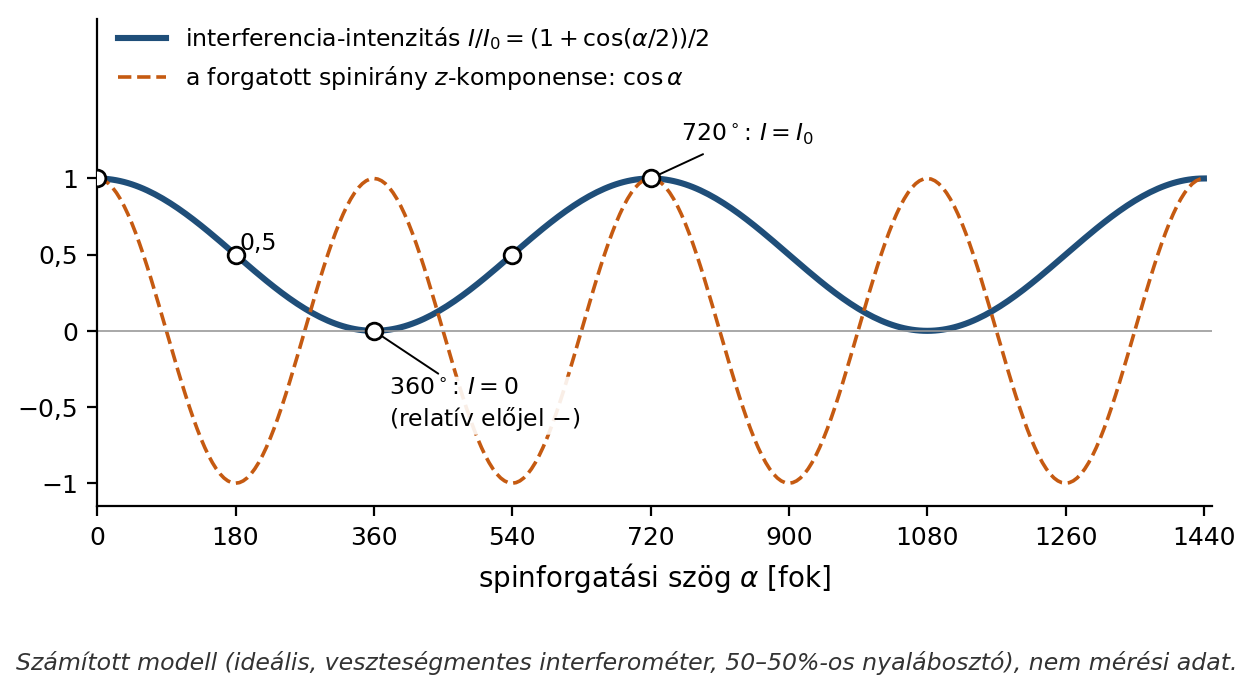 interferencia-intenzitás I/I₀ = (1 + cos(α/2))/2
a forgatott spinirány z-komponense: cos α
720°: I = I₀
1
0,5
0,5
0
360°: I = 0
−0,5
(relatív előjel −)
−1
0 180 360 540 720 900 1080 1260 1440
spinforgatási szög α [fok]
Számított modell (ideális, veszteségmentes interferométer, 50–50%-os nyalábosztó), nem mérési adat.